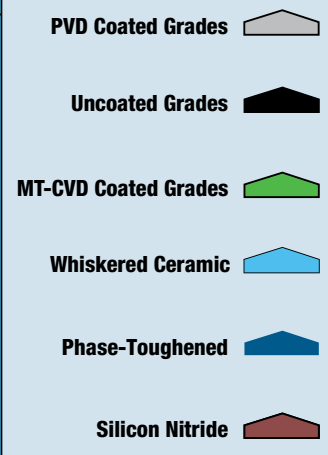 PVD Coated Grades
Uncoated Grades
MT-CVD Coated Grades
Whiskered Ceramic
Phase-Toughened
Silicon Nitride